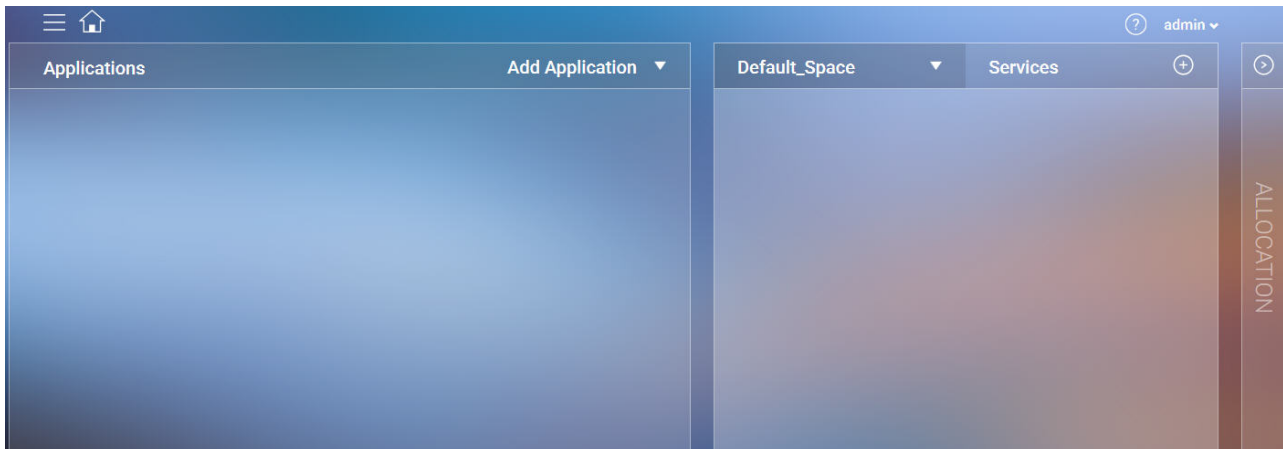 admin
Applications Add Application
Default_Space Services
ALLOCATION